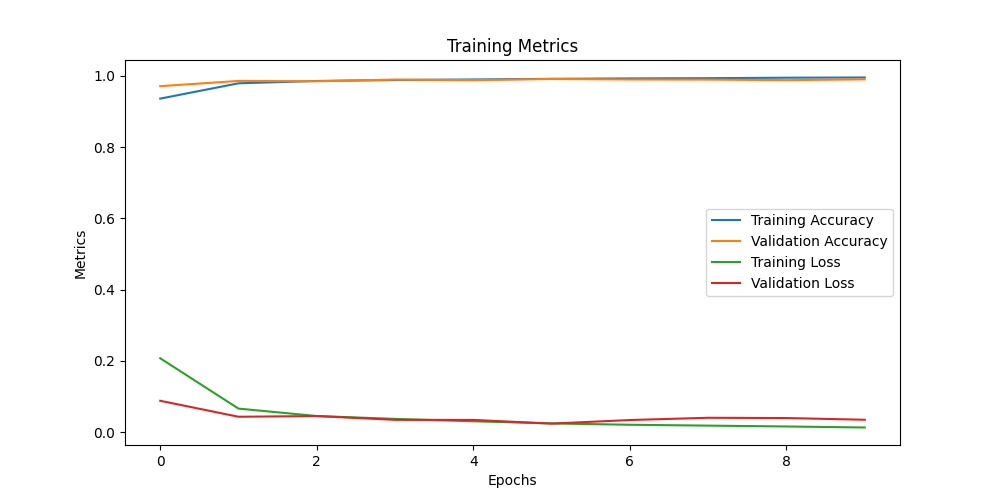 Training Metrics
1.0
0.8
0.6
0.4
0.2
0.0
Metrics
Training Accuracy
Validation Accuracy
Training Loss
Validation Loss
0 2 4 6 8
Epochs